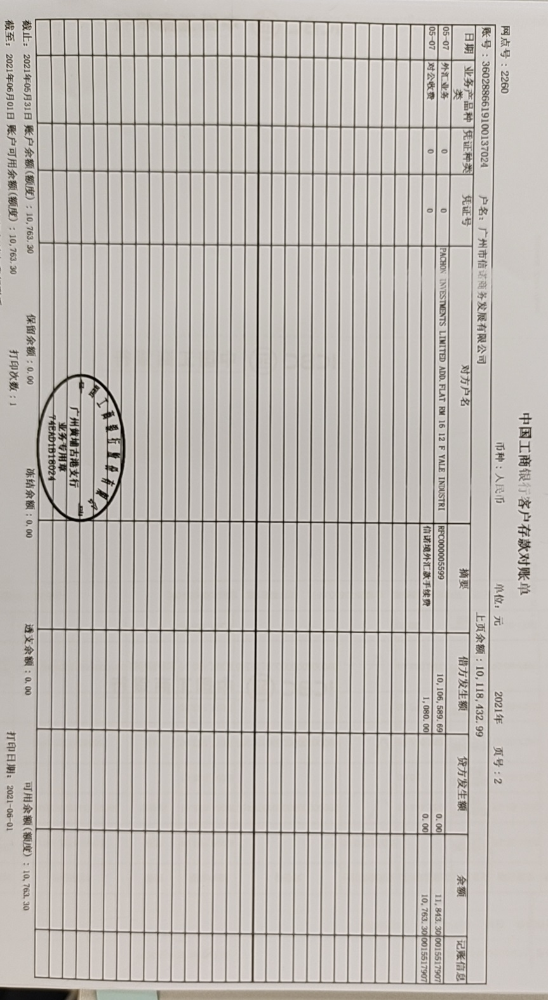 中国工商银行客户存款对账单
网点号：2260 币种：人民币 单位：元 2021年 页号：2
账号：3602886619100137024 户名：广州市信诺商务发展有限公司 上页余额：10,118,432.99
日期 业务产品种类 凭证种类 凭证号 对方户名 摘要 借方发生额 贷方发生额 余额 记账信息
05-07 外汇业务 0 0 PACHON INVESTMENTS LIMITED ADD.FLAT RM 16 12 F YALE INDUSTRI RFC000005599 10,106,589.69 0.00 11,843.30 0015517907
05-07 对公收费 0 0 信诺境外汇款手续费 1,080.00 0.00 10,763.30 0015517907
工商银行股份有限
广州黄埔古港支行
业务专用章
74EAD1B18024
截止：2021年05月31日 账户余额(额度)：10,763.30 保留余额：0.00 冻结余额：0.00 透支余额：0.00 可用余额(额度)：10,763.30
截至：2021年06月01日 账户可用余额(额度)：10,763.30 打印次数：1 打印日期：2021-06-01